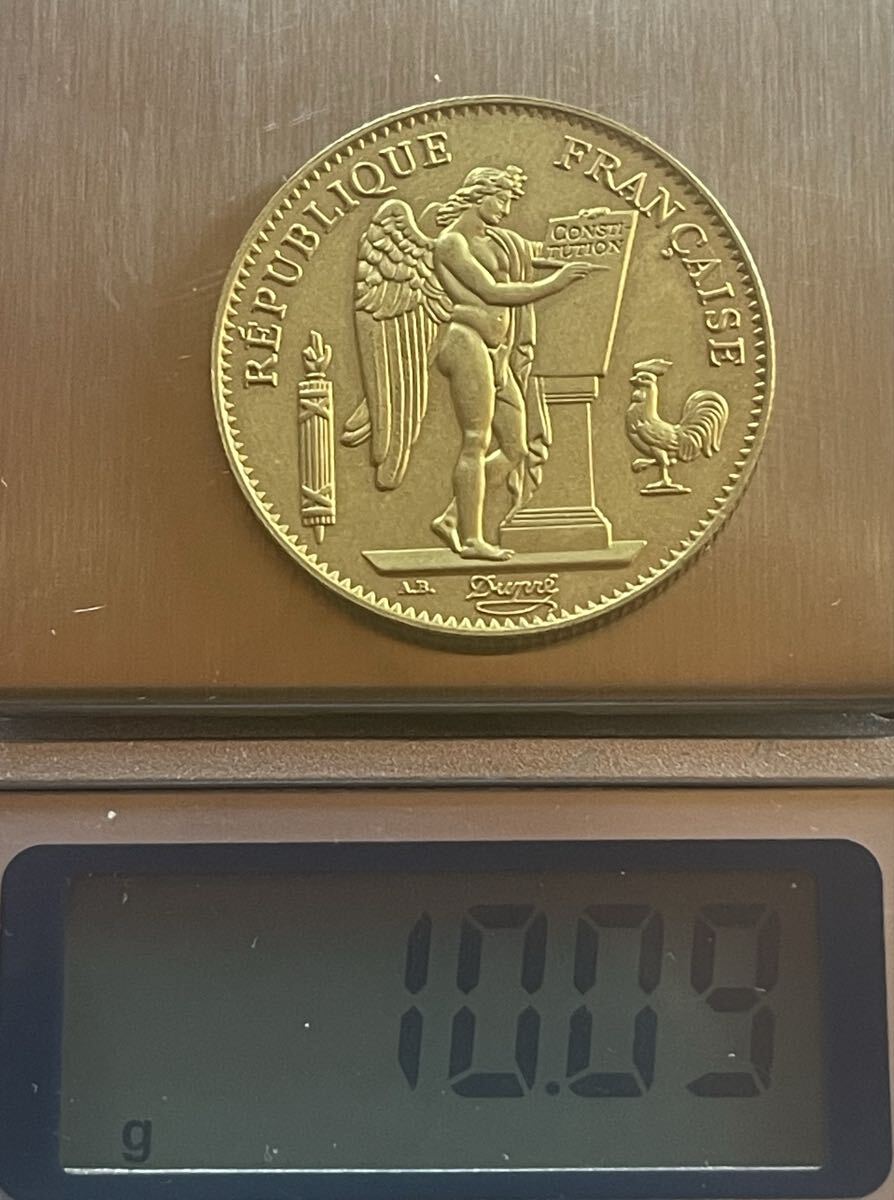 RÉPUBLIQUE FRANÇAISE
CONSTI
TUTION
A.B. Dupré
10.09
g